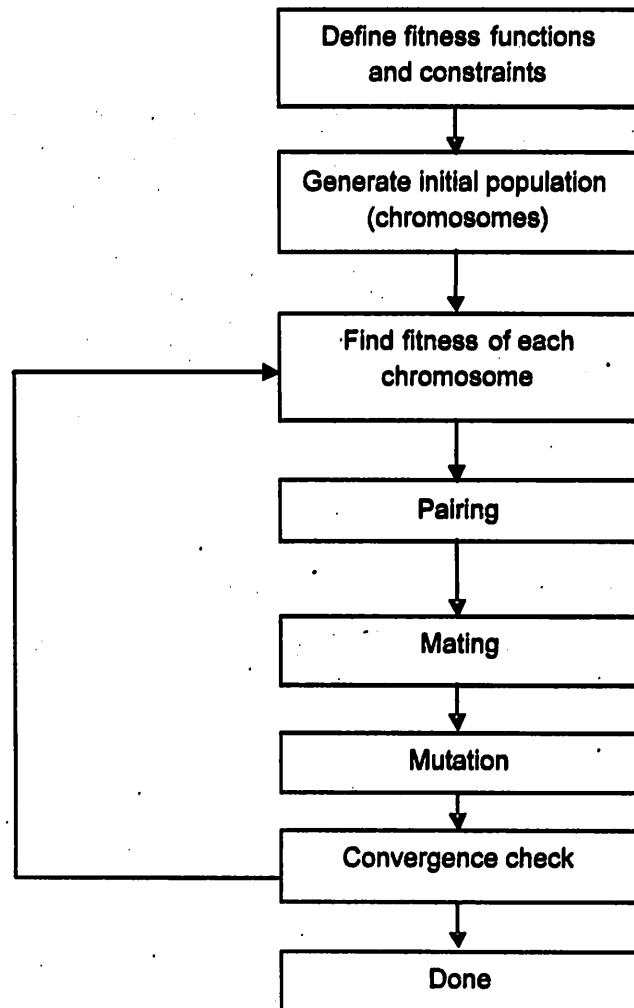 Define fitness functions
and constraints
Generate initial population
(chromosomes)
Find fitness of each
chromosome
Pairing
Mating
Mutation
Convergence check
Done